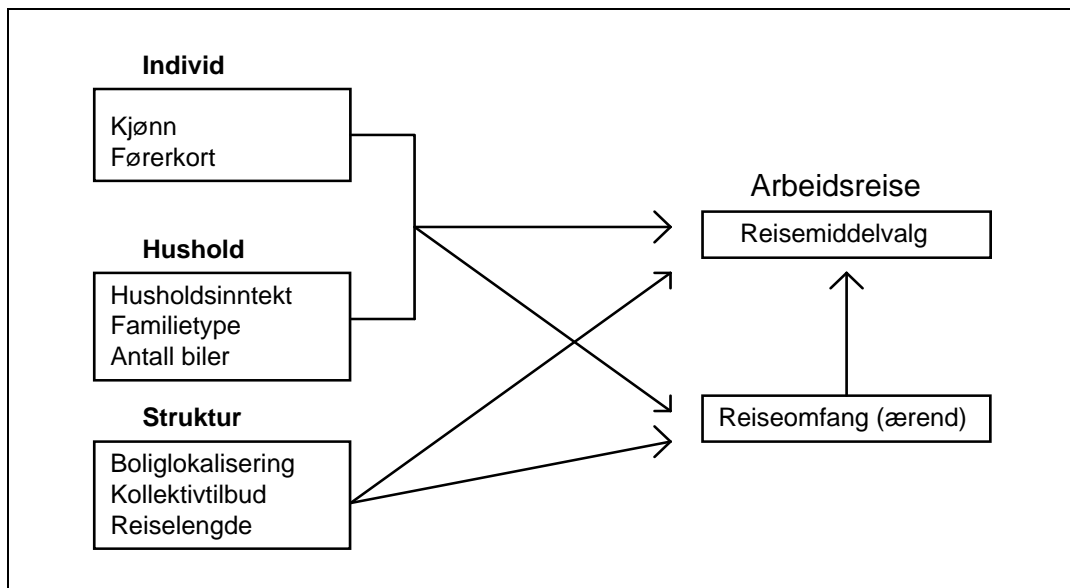 Individ
Kjønn
Førerkort
Hushold
Husholdsinntekt
Familietype
Antall biler
Struktur
Boliglokalisering
Kollektivtilbud
Reiselengde
Arbeidsreise
Reisemiddelvalg
Reiseomfang (ærend)